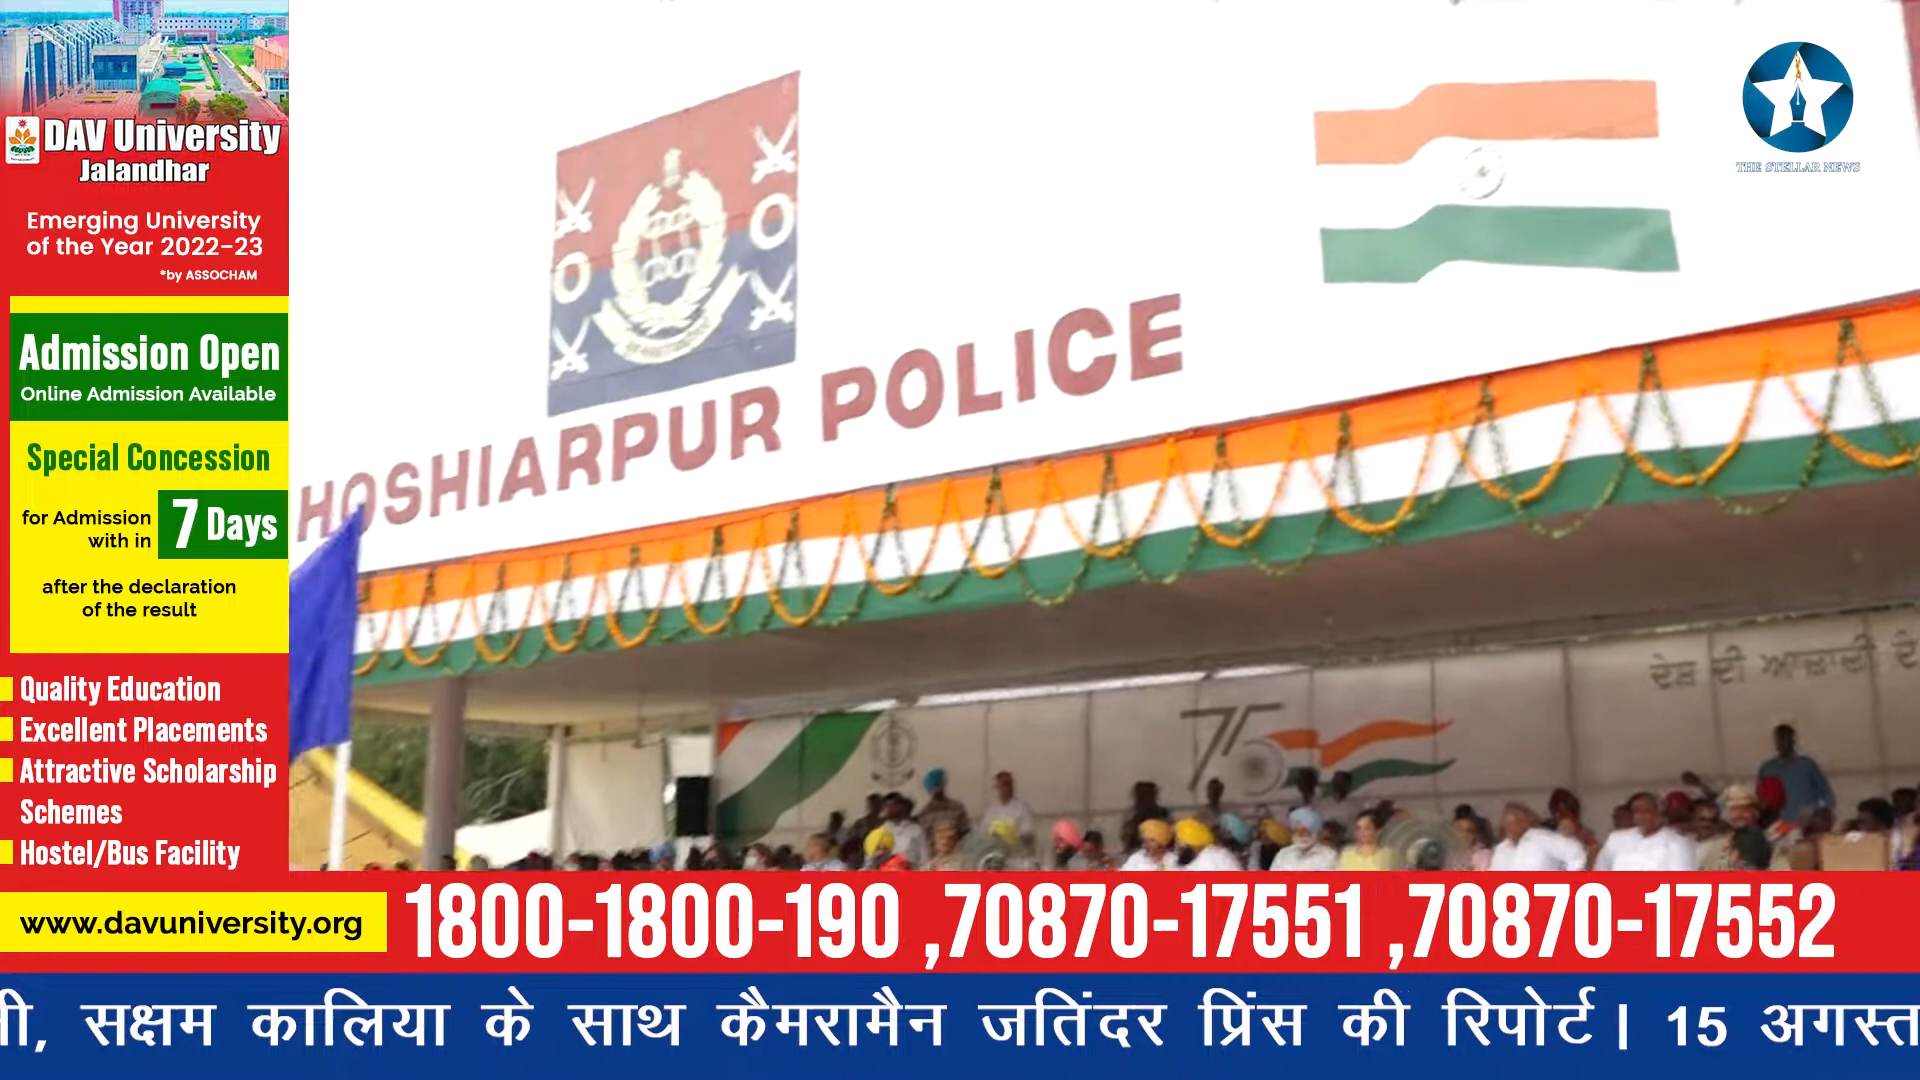 DAV University
Jalandhar
Emerging University
of the Year 2022-23
*by ASSOCHAM
Admission Open
Online Admission Available
Special Concession
for Admission
with in
7 Days
after the declaration
of the result
Quality Education
Excellent Placements
Attractive Scholarship
Schemes
Hostel/Bus Facility
www.davuniversity.org
1800-1800-190 ,70870-17551 ,70870-17552
THE STELLAR NEWS
HOSHIARPUR POLICE
ਦੇਸ਼ ਦੀ ਆਜ਼ਾਦੀ ਦੇ
75
सक्षम कालिया के साथ कैमरामैन जतिंदर प्रिंस की रिपोर्ट | 15 अगस्त